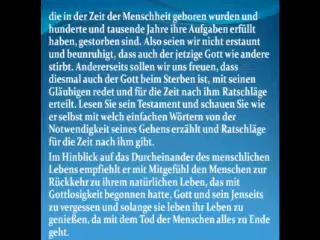 die in der Zeit der Menschheit geboren wurden und
hunderte und tausende Jahre ihre Aufgaben erfüllt
haben, gestorben sind. Also seien wir nicht erstaunt
und beunruhigt, dass auch der jetzige Gott wie andere
stirbt. Andererseits sollen wir uns freuen, dass
diesmal auch der Gott beim Sterben ist, mit seinen
Gläubigen redet und für die Zeit nach ihm Ratschläge
erteilt. Lesen Sie sein Testament und schauen Sie wie
er selbst mit welch einfachen Wörtern von der
Notwendigkeit seines Gehens erzählt und Ratschläge
für die Zeit nach ihm gibt.
Im Hinblick auf das Durcheinander des menschlichen
Lebens empfiehlt er mit Mitgefühl den Menschen zur
Rückkehr zu ihrem natürlichen Leben, das mit
Gottlosigkeit begonnen hatte. Gott und sein Jenseits
zu vergessen und solange sie leben ihr Leben zu
genießen, da mit dem Tod der Menschen alles zu Ende
geht.